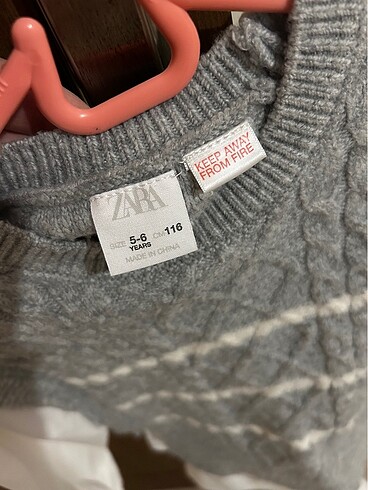 ZARA
SIZE 5-6 YEARS CM 116
MADE IN CHINA
KEEP AWAY
FROM FIRE